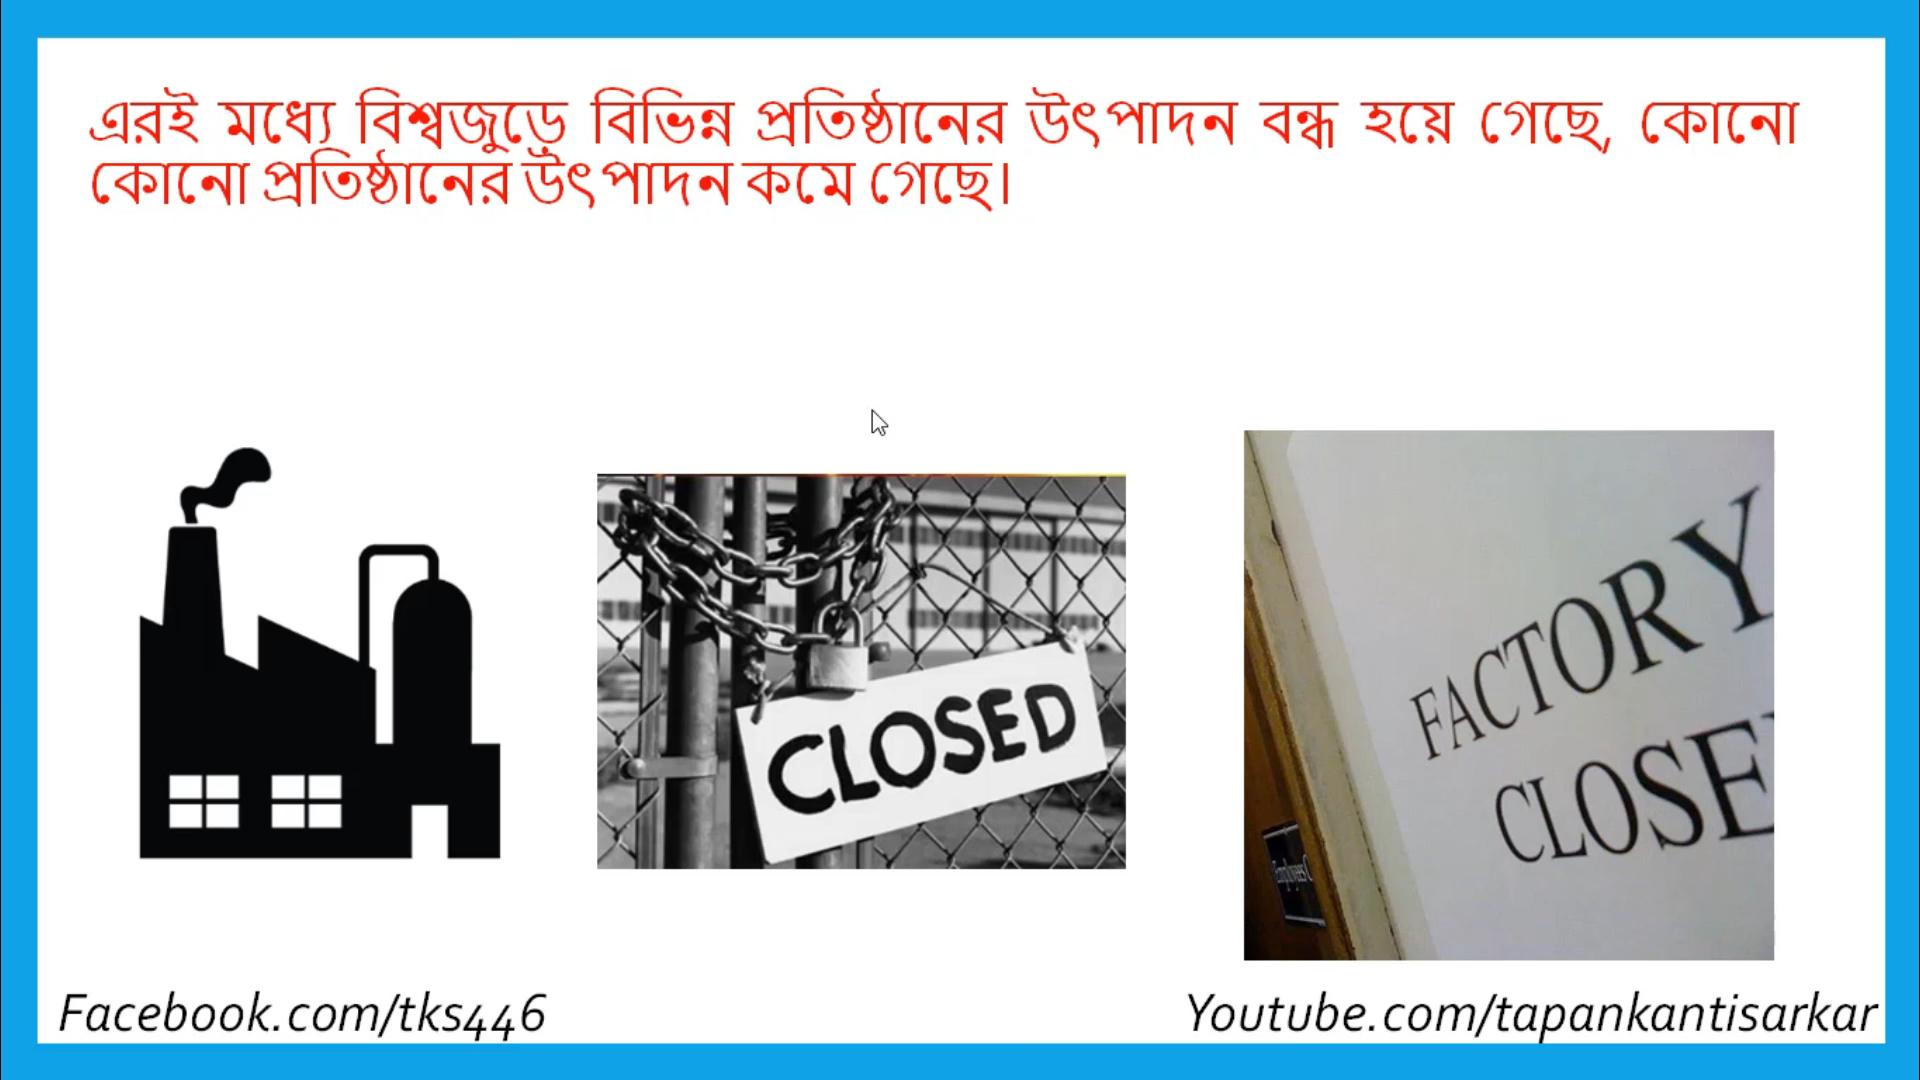 এরই মধ্যে বিশ্বজুড়ে বিভিন্ন প্রতিষ্ঠানের উৎপাদন বন্ধ হয়ে গেছে, কোনো
কোনো প্রতিষ্ঠানের উৎপাদন কমে গেছে।
CLOSED
FACTORY
CLOSE
Facebook.com/tks446
Youtube.com/tapankantisarkar